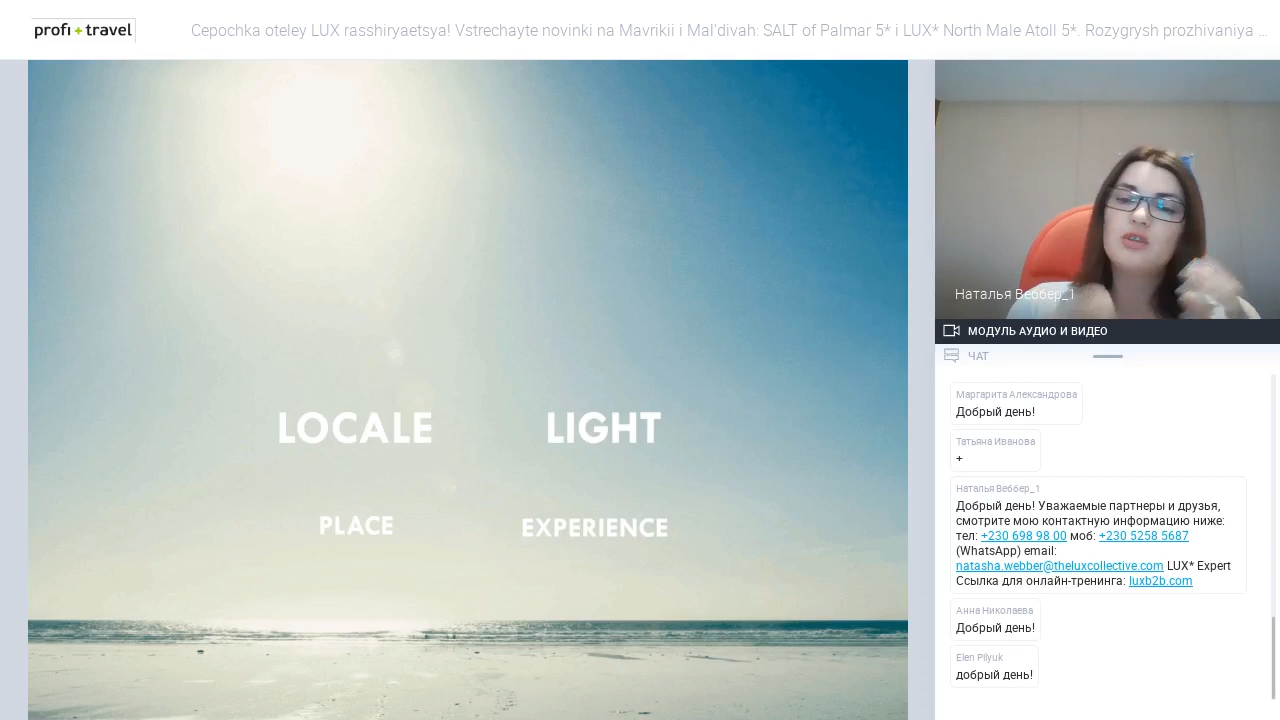 profi + travel
Cepochka oteley LUX rasshiryaetsya! Vstrechayte novinki na Mavrikii i Mal'divah: SALT of Palmar 5* i LUX* North Male Atoll 5*. Rozygrysh prozhivaniya ...
LOCALE
LIGHT
PLACE
EXPERIENCE
Наталья Веббер_1
МОДУЛЬ АУДИО И ВИДЕО
ЧАТ
Маргарита Александрова
Добрый день!
Татьяна Иванова
+
Наталья Веббер_1
Добрый день! Уважаемые партнеры и друзья,
смотрите мою контактную информацию ниже:
тел: +230 698 98 00 моб: +230 5258 5687
(WhatsApp) email:
natasha.webber@theluxcollective.com LUX* Expert
Ссылка для онлайн-тренинга: luxb2b.com
Анна Николаева
Добрый день!
Elen Pilyuk
добрый день!